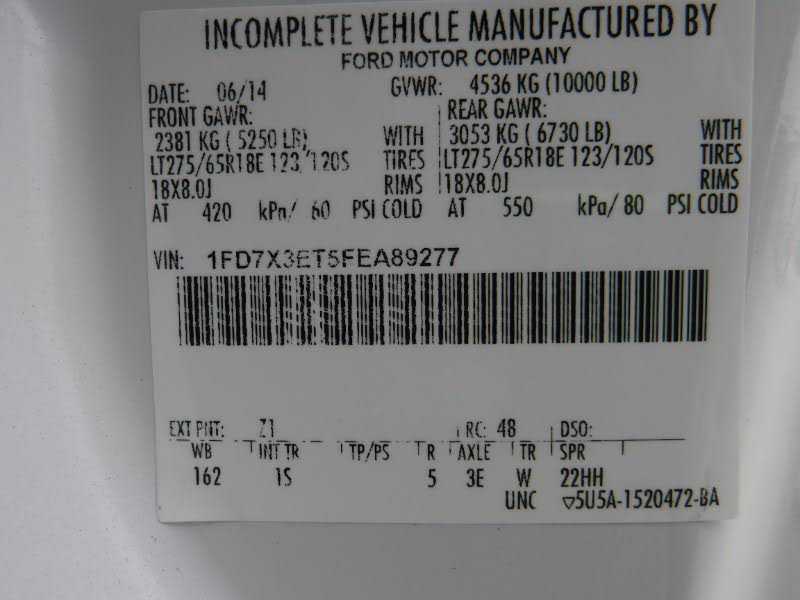 INCOMPLETE VEHICLE MANUFACTURED BY
FORD MOTOR COMPANY
DATE: 06/14 GVWR: 4536 KG (10000 LB)
FRONT GAWR: REAR GAWR:
2381 KG ( 5250 LB) WITH 3053 KG ( 6730 LB) WITH
LT275/65R18E 123/120S TIRES LT275/65R18E 123/120S TIRES
18X8.0J RIMS 18X8.0J RIMS
AT 420 kPa/ 60 PSI COLD AT 550 kPa/ 80 PSI COLD
VIN: 1FD7X3ET5FEA89277
EXT PNT: Z1 RC: 48 DSO:
WB INT TR TP/PS R AXLE TR SPR
162 1S 5 3E W 22HH
UNC ▽5U5A-1520472-BA